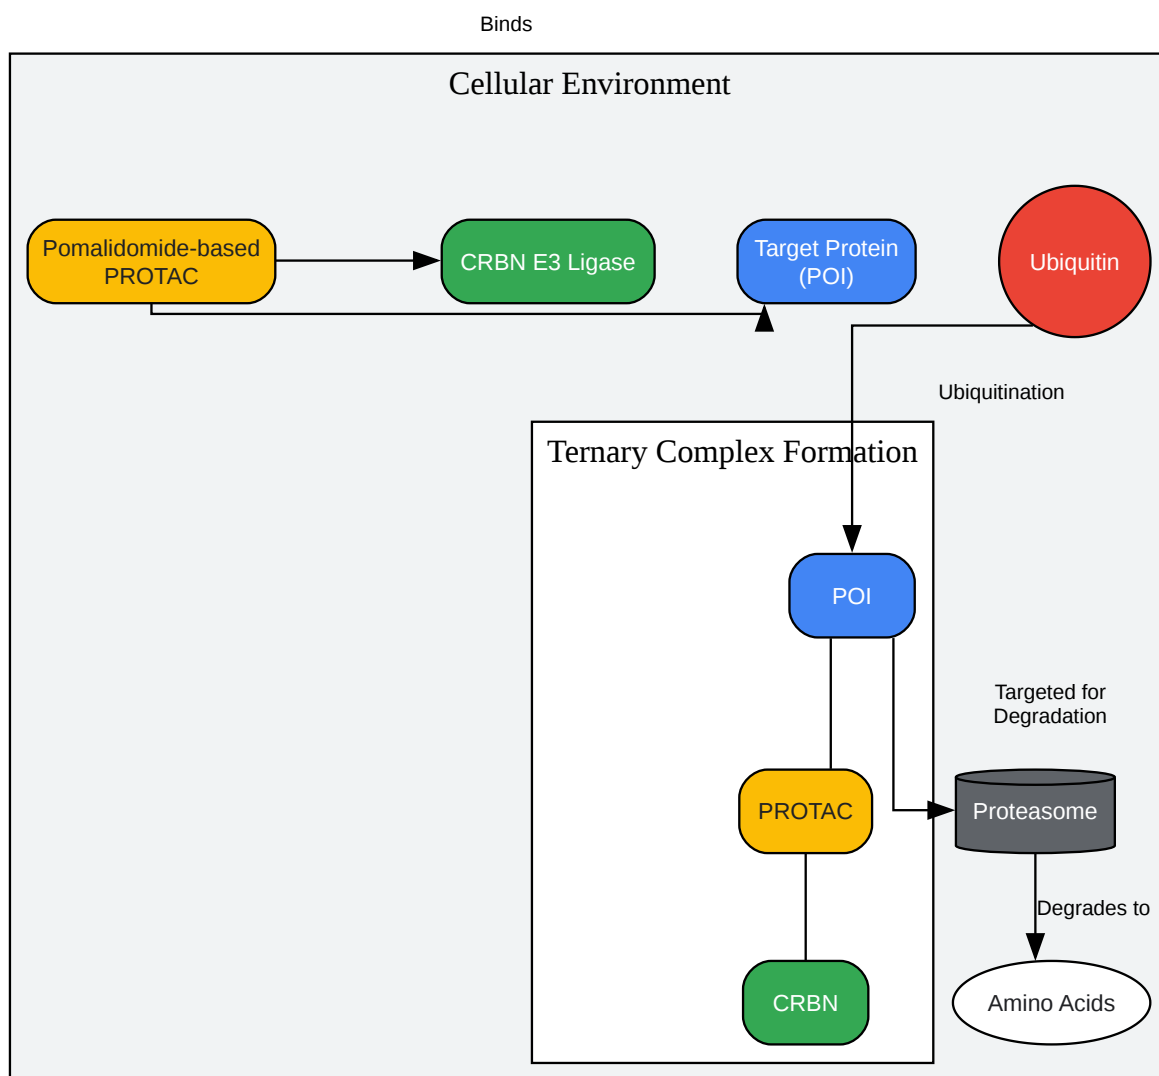 Binds
Cellular Environment
Pomalidomide-based
PROTAC
CRBN E3 Ligase
Target Protein
(POI)
Ubiquitin
Ubiquitination
Ternary Complex Formation
POI
Targeted for
Degradation
PROTAC
Proteasome
Degrades to
CRBN
Amino Acids